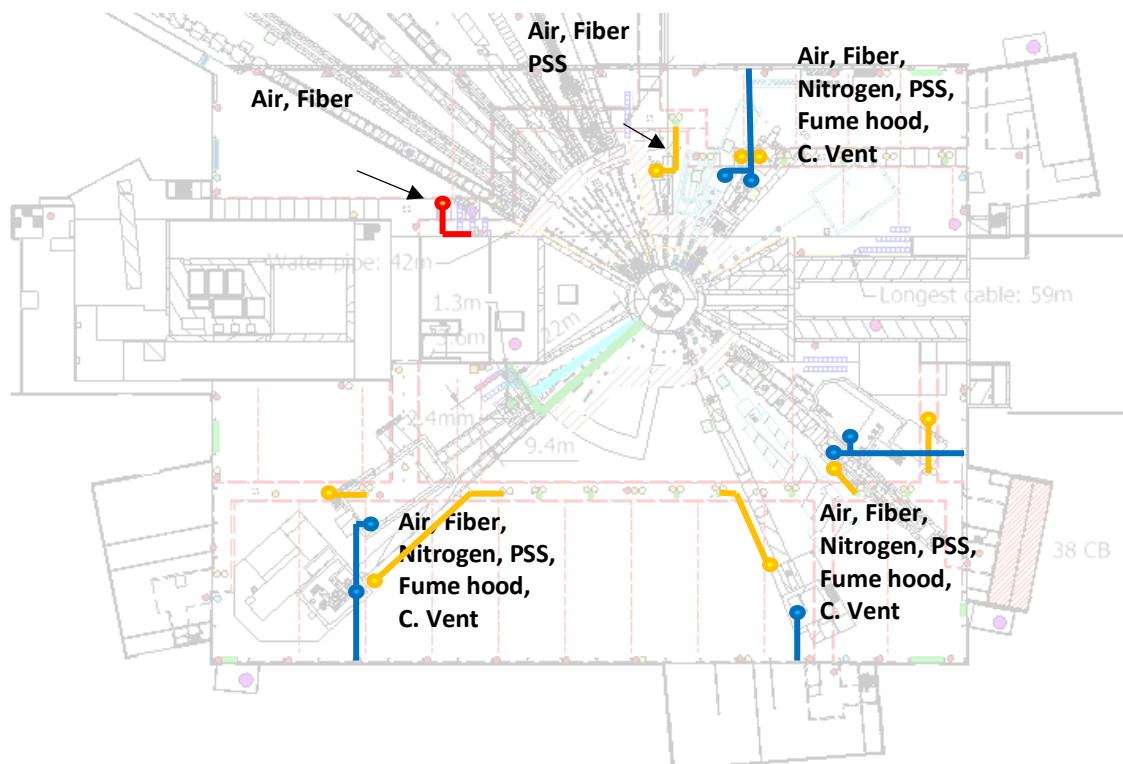 Air, Fiber
PSS
Air, Fiber,
Nitrogen, PSS,
Fume hood,
C. Vent
Air, Fiber
Water pipe: 42m
Longest cable: 59m
1.3m
3.6m
22m
2.4mm
9.4m
Air, Fiber,
Nitrogen, PSS,
Fume hood,
C. Vent
Air, Fiber,
Nitrogen, PSS,
Fume hood,
C. Vent
38 CB